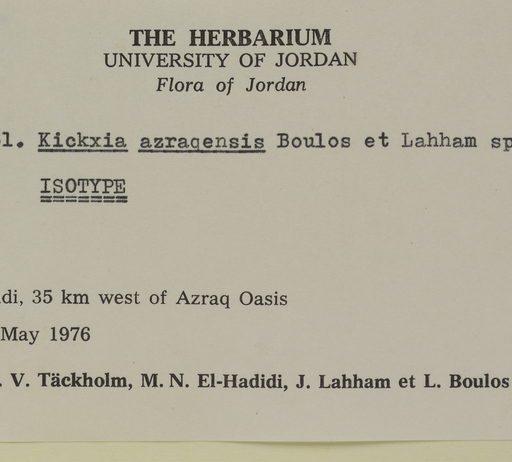 THE HERBARIUM
UNIVERSITY OF JORDAN
Flora of Jordan
l. Kickxia azraqensis Boulos et Lahham sp
ISOTYPE
di, 35 km west of Azraq Oasis
May 1976
. V. Täckholm, M. N. El-Hadidi, J. Lahham et L. Boulos